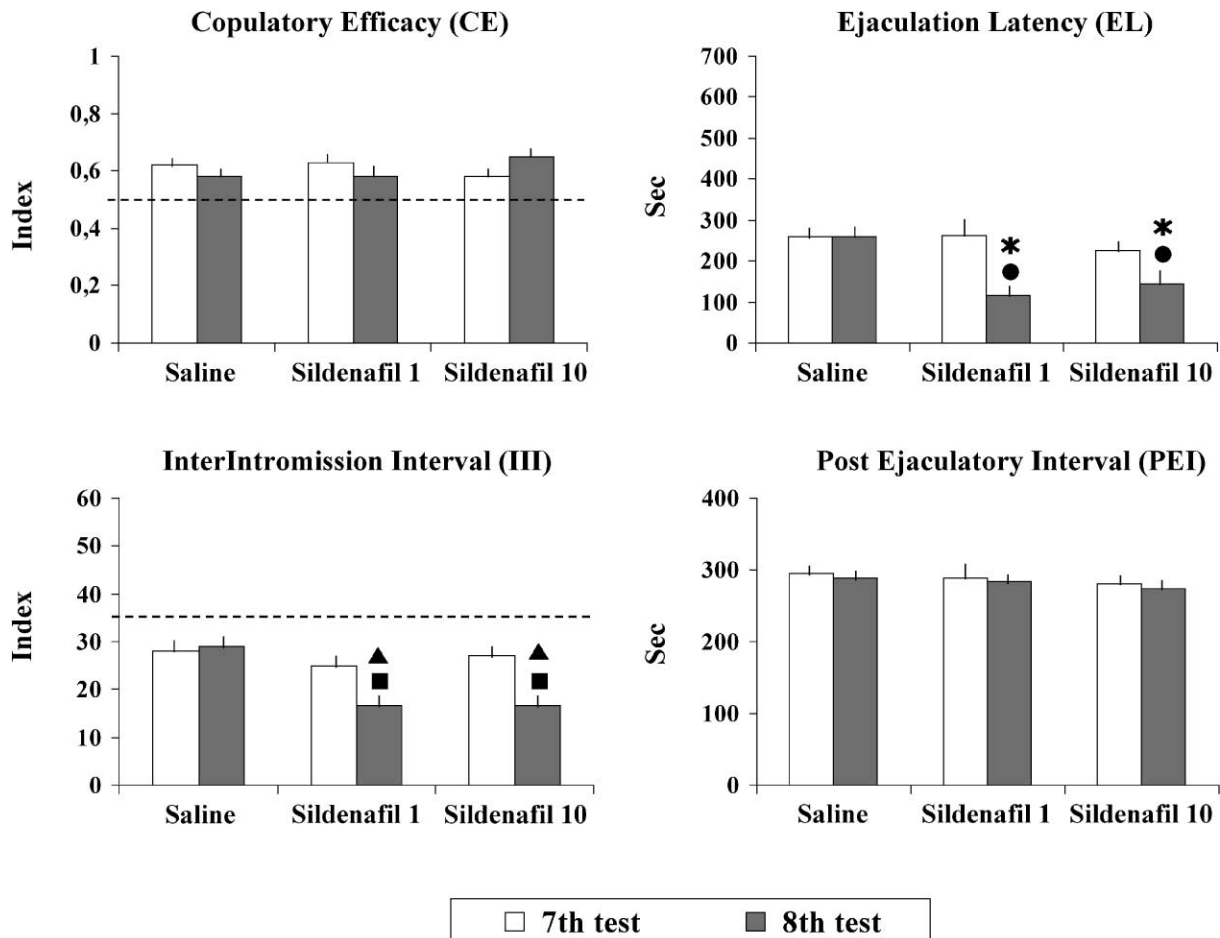 Copulatory Efficacy (CE)
1
0,8
0,6
0,4
0,2
0
Index
Saline Sildenafil 1 Sildenafil 10
Ejaculation Latency (EL)
700
600
500
400
300
200
100
0
Sec
Saline Sildenafil 1 Sildenafil 10
InterIntromission Interval (III)
60
50
40
30
20
10
0
Index
Saline Sildenafil 1 Sildenafil 10
Post Ejaculatory Interval (PEI)
400
300
200
100
0
Sec
Saline Sildenafil 1 Sildenafil 10
7th test 8th test